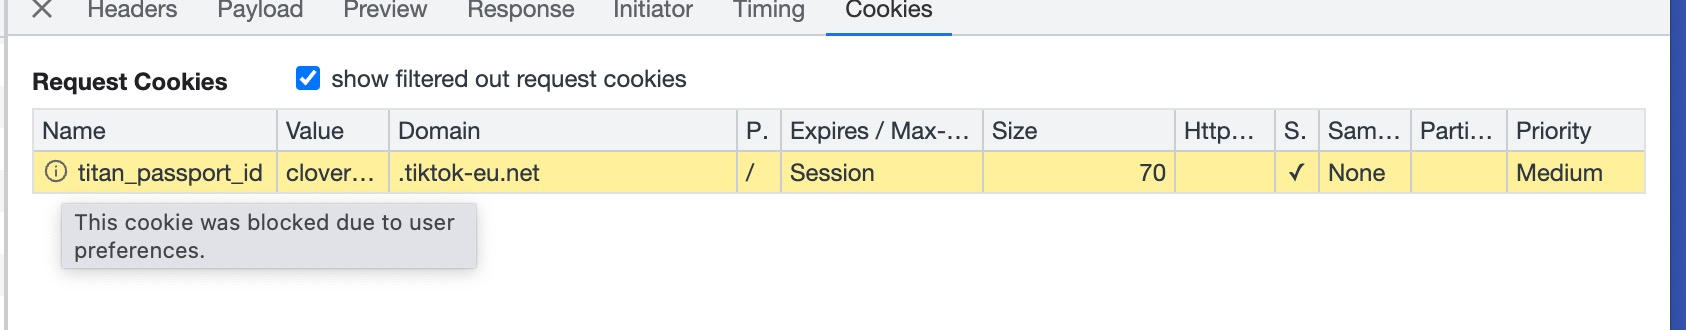 Headers Payload Preview Response Initiator Timing Cookies
Request Cookies show filtered out request cookies
Name Value Domain P. Expires / Max-... Size Http... S. Sam... Parti... Priority
titan_passport_id clover... .tiktok-eu.net / Session 70 ✓ None Medium
This cookie was blocked due to user
preferences.